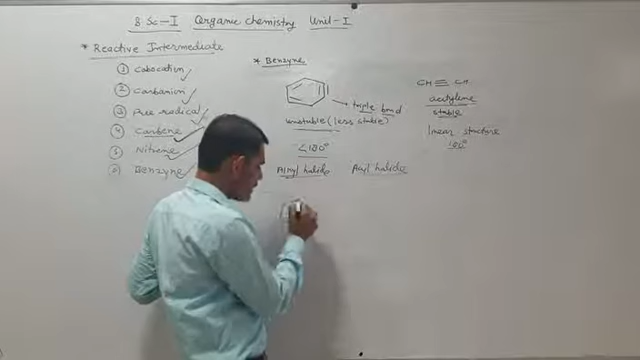 B Sc-I Organic chemistry Unit-I
* Reactive Intermediate
① Cabocation ✓
② Carbanion ✓
③ Free radical ✓
④ Carbene ✓
⑤ Nitrene ✓
⑥ Benzyne ✓
* Benzyne
triple bond
unstable (less stable)
<180°
Alkyl halide Aryl halide
CH≡CH
acetylene
stable
linear structure
180°